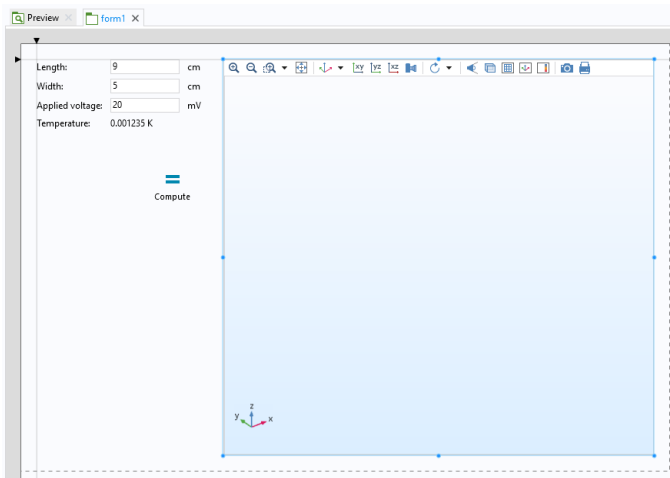 Preview
form1
Length: 9 cm
Width: 5 cm
Applied voltage: 20 mV
Temperature: 0.001235 K
Compute
xy yz xz
z
y x